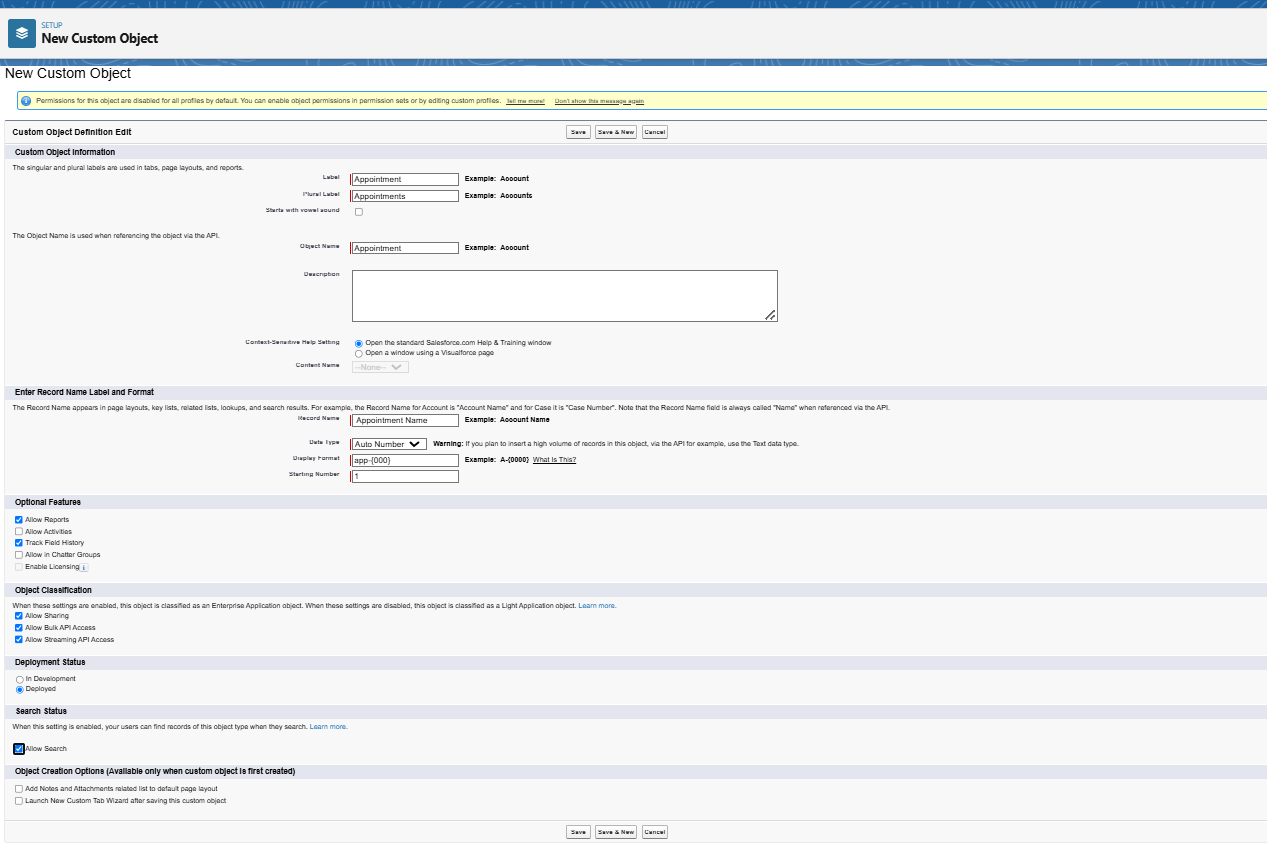 SETUP
New Custom Object
New Custom Object
Permissions for this object are disabled for all profiles by default. You can enable object permissions in permission sets or by editing custom profiles. Tell me more! Don't show this message again
Custom Object Definition Edit Save Save & New Cancel
Custom Object Information
The singular and plural labels are used in tabs, page layouts, and reports.
Label Appointment Example: Account
Plural Label Appointments Example: Accounts
Starts with vowel sound
The Object Name is used when referencing the object via the API.
Object Name Appointment Example: Account
Description
Context-Sensitive Help Setting Open the standard Salesforce.com Help & Training window
Open a window using a Visualforce page
Content Name --None--
Enter Record Name Label and Format
The Record Name appears in page layouts, key lists, related lists, lookups, and search results. For example, the Record Name for Account is "Account Name" and for Case it is "Case Number". Note that the Record Name field is always called "Name" when referenced via the API.
Record Name Appointment Name Example: Account Name
Data Type Auto Number Warning: If you plan to insert a high volume of records in this object, via the API for example, use the Text data type.
Display Format app-{000} Example: A-{0000} What Is This?
Starting Number 1
Optional Features
Allow Reports
Allow Activities
Track Field History
Allow in Chatter Groups
Enable Licensing i
Object Classification
When these settings are enabled, this object is classified as an Enterprise Application object. When these settings are disabled, this object is classified as a Light Application object. Learn more.
Allow Sharing
Allow Bulk API Access
Allow Streaming API Access
Deployment Status
In Development
Deployed
Search Status
When this setting is enabled, your users can find records of this object type when they search. Learn more.
Allow Search
Object Creation Options (Available only when custom object is first created)
Add Notes and Attachments related list to default page layout
Launch New Custom Tab Wizard after saving this custom object
Save Save & New Cancel